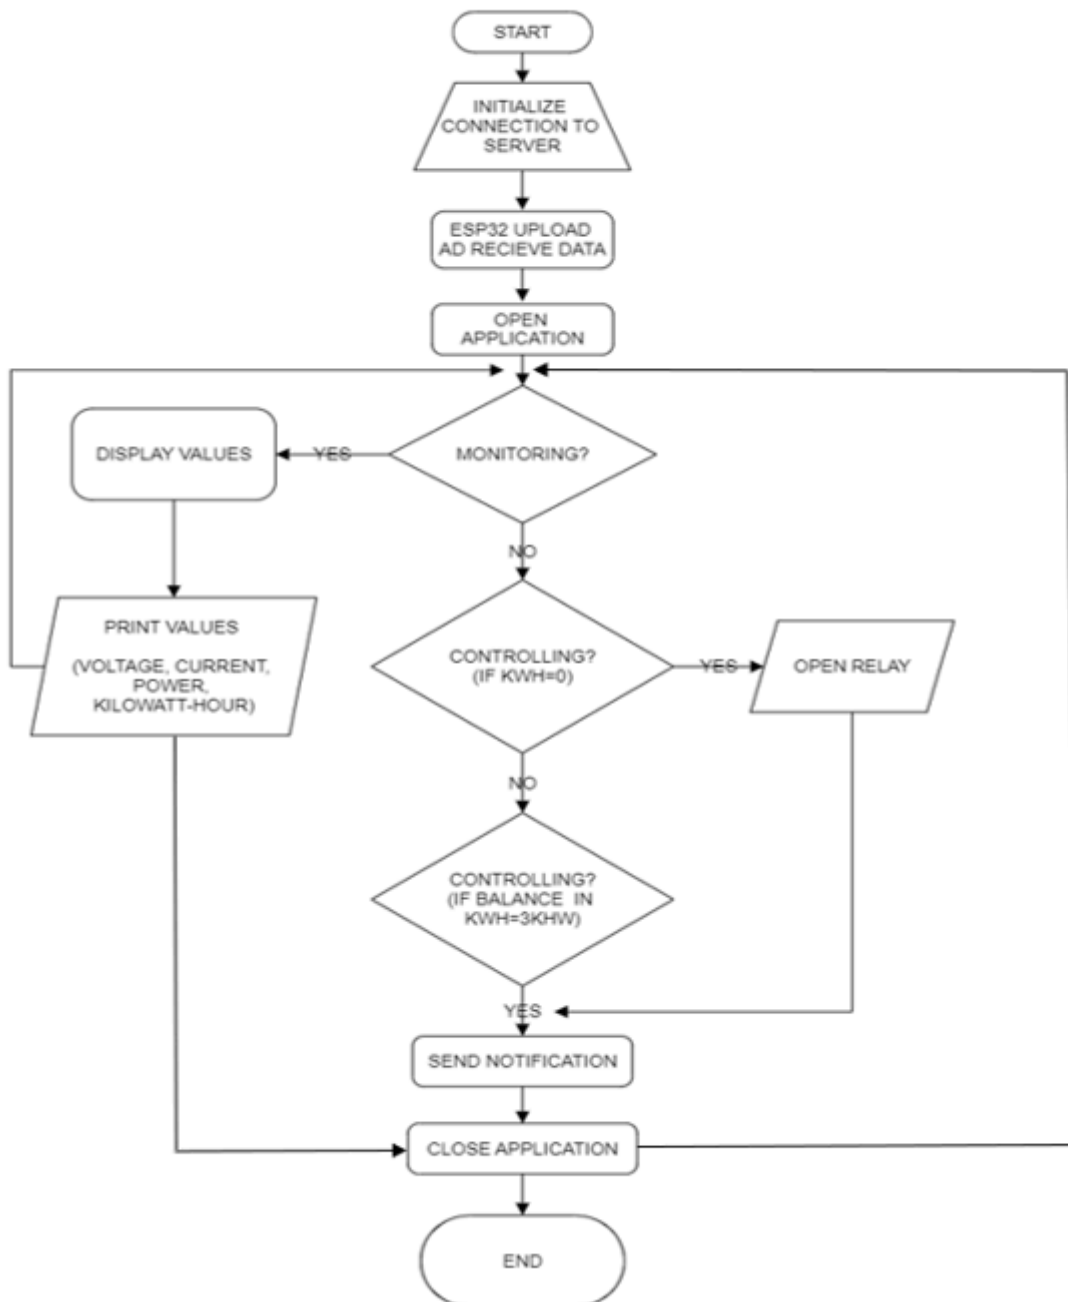 START
INITIALIZE
CONNECTION TO
SERVER
ESP32 UPLOAD
AD RECIEVE DATA
OPEN
APPLICATION
DISPLAY VALUES
YES
MONITORING?
NO
PRINT VALUES
(VOLTAGE, CURRENT,
POWER,
KILOWATT-HOUR)
CONTROLLING?
(IF KWH=0)
YES
OPEN RELAY
NO
CONTROLLING?
(IF BALANCE IN
KWH=3KHW)
YES
SEND NOTIFICATION
CLOSE APPLICATION
END